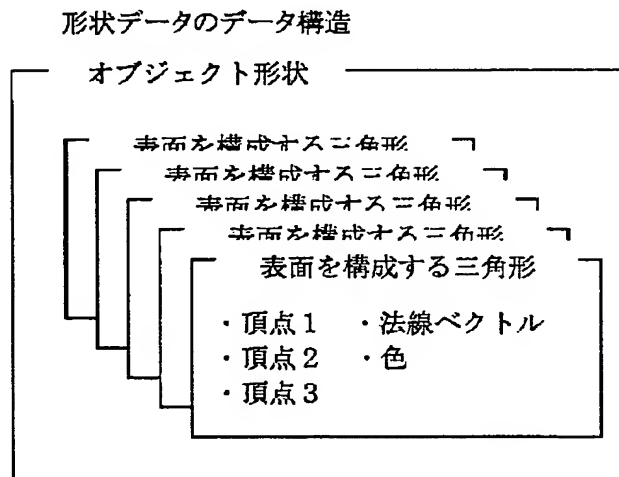 形状データのデータ構造
オブジェクト形状
表面を構成する三角形
表面を構成する三角形
表面を構成する三角形
表面を構成する三角形
表面を構成する三角形
・頂点1 ・法線ベクトル
・頂点2 ・色
・頂点3